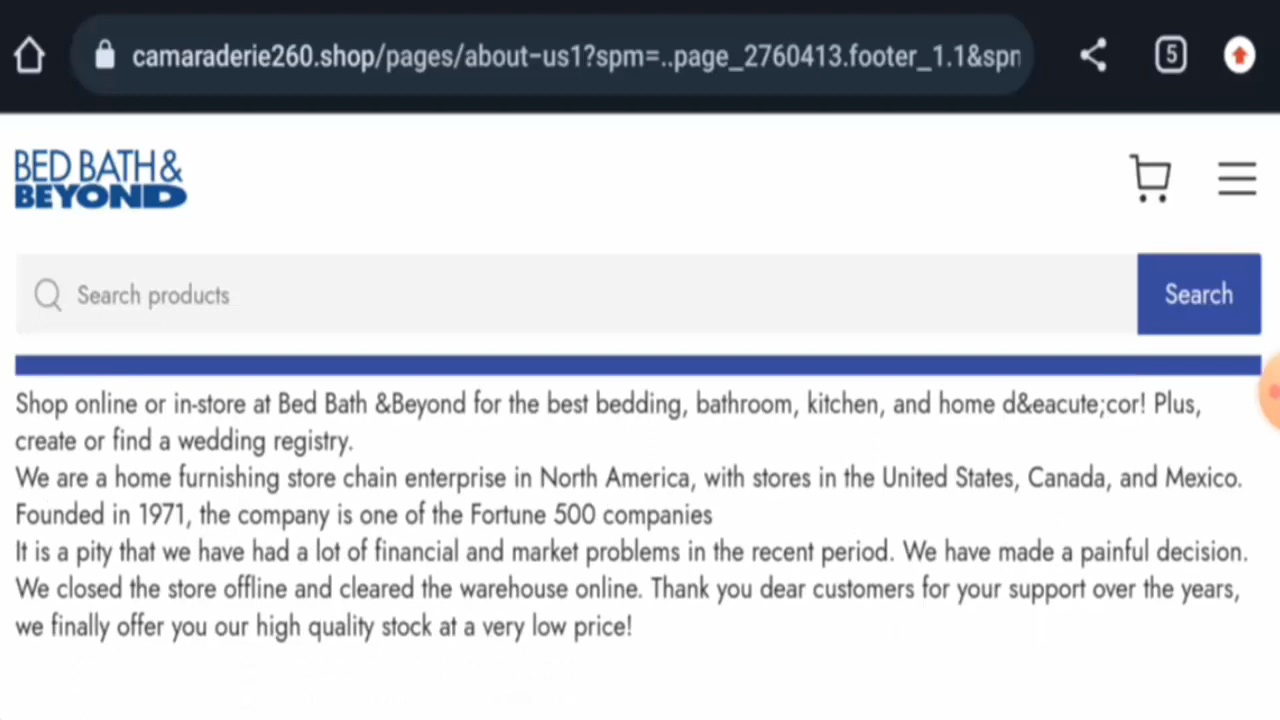 camaraderie260.shop/pages/about-us1?spm=..page_2760413.footer_1.1&spn
5
BED BATH &
BEYOND
Search products
Search
Shop online or in-store at Bed Bath &Beyond for the best bedding, bathroom, kitchen, and home d&eacute;cor! Plus,
create or find a wedding registry.
We are a home furnishing store chain enterprise in North America, with stores in the United States, Canada, and Mexico.
Founded in 1971, the company is one of the Fortune 500 companies
It is a pity that we have had a lot of financial and market problems in the recent period. We have made a painful decision.
We closed the store offline and cleared the warehouse online. Thank you dear customers for your support over the years,
we finally offer you our high quality stock at a very low price!